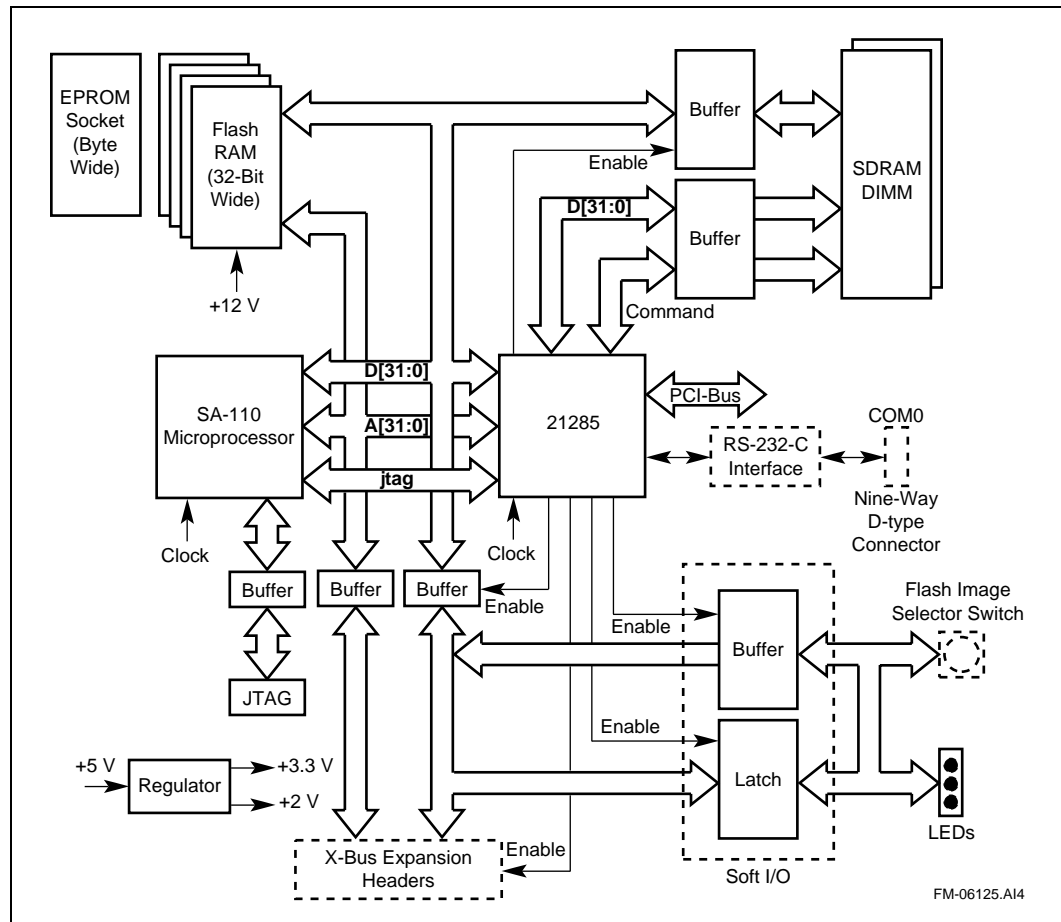 EPROM
Socket
(Byte
Wide)
Flash
RAM
(32-Bit
Wide)
+12 V
Buffer
Enable
SDRAM
DIMM
D[31:0]
Buffer
Command
SA-110
Microprocessor
D[31:0]
A[31:0]
jtag
21285
PCI-Bus
RS-232-C
Interface
COM0
Nine-Way
D-type
Connector
Clock
Clock
Buffer
Buffer
Buffer
Enable
JTAG
Enable
Buffer
Flash Image
Selector Switch
Enable
Latch
LEDs
Soft I/O
+5 V
Regulator
+3.3 V
+2 V
X-Bus Expansion
Headers
Enable
FM-06125.AI4